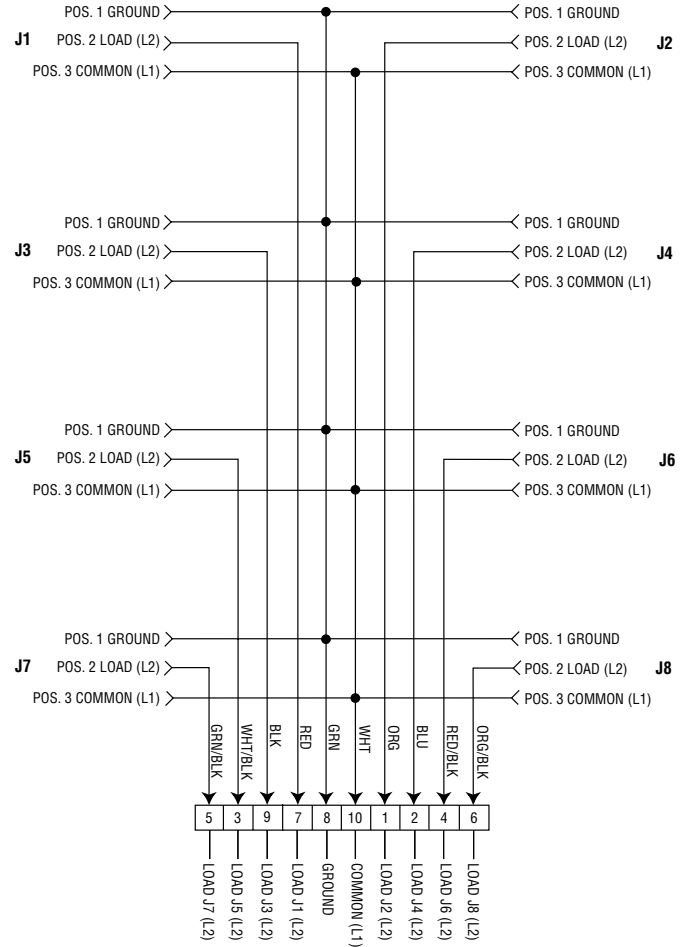 POS. 1 GROUND POS. 1 GROUND
J1 POS. 2 LOAD (L2) POS. 2 LOAD (L2) J2
POS. 3 COMMON (L1) POS. 3 COMMON (L1)
POS. 1 GROUND POS. 1 GROUND
J3 POS. 2 LOAD (L2) POS. 2 LOAD (L2) J4
POS. 3 COMMON (L1) POS. 3 COMMON (L1)
POS. 1 GROUND POS. 1 GROUND
J5 POS. 2 LOAD (L2) POS. 2 LOAD (L2) J6
POS. 3 COMMON (L1) POS. 3 COMMON (L1)
POS. 1 GROUND POS. 1 GROUND
J7 POS. 2 LOAD (L2) POS. 2 LOAD (L2) J8
POS. 3 COMMON (L1) POS. 3 COMMON (L1)
GRN/BLK
WHT/BLK
BLK
RED
GRN
WHT
ORG
BLU
RED/BLK
ORG/BLK
5 3 9 7 8 10 1 2 4 6
LOAD J7 (L2)
LOAD J5 (L2)
LOAD J3 (L2)
LOAD J1 (L2)
GROUND
COMMON (L1)
LOAD J2 (L2)
LOAD J4 (L2)
LOAD J6 (L2)
LOAD J8 (L2)